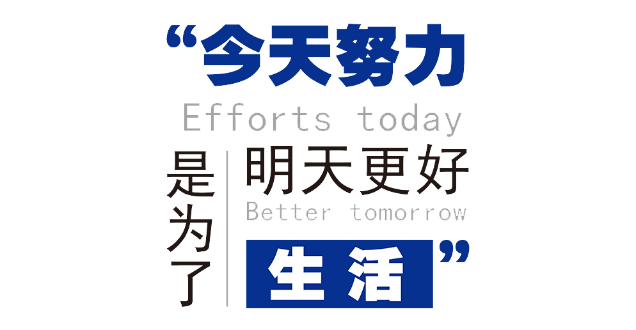 “今天努力
Efforts today
是为了
明天更好
Better tomorrow
生活”